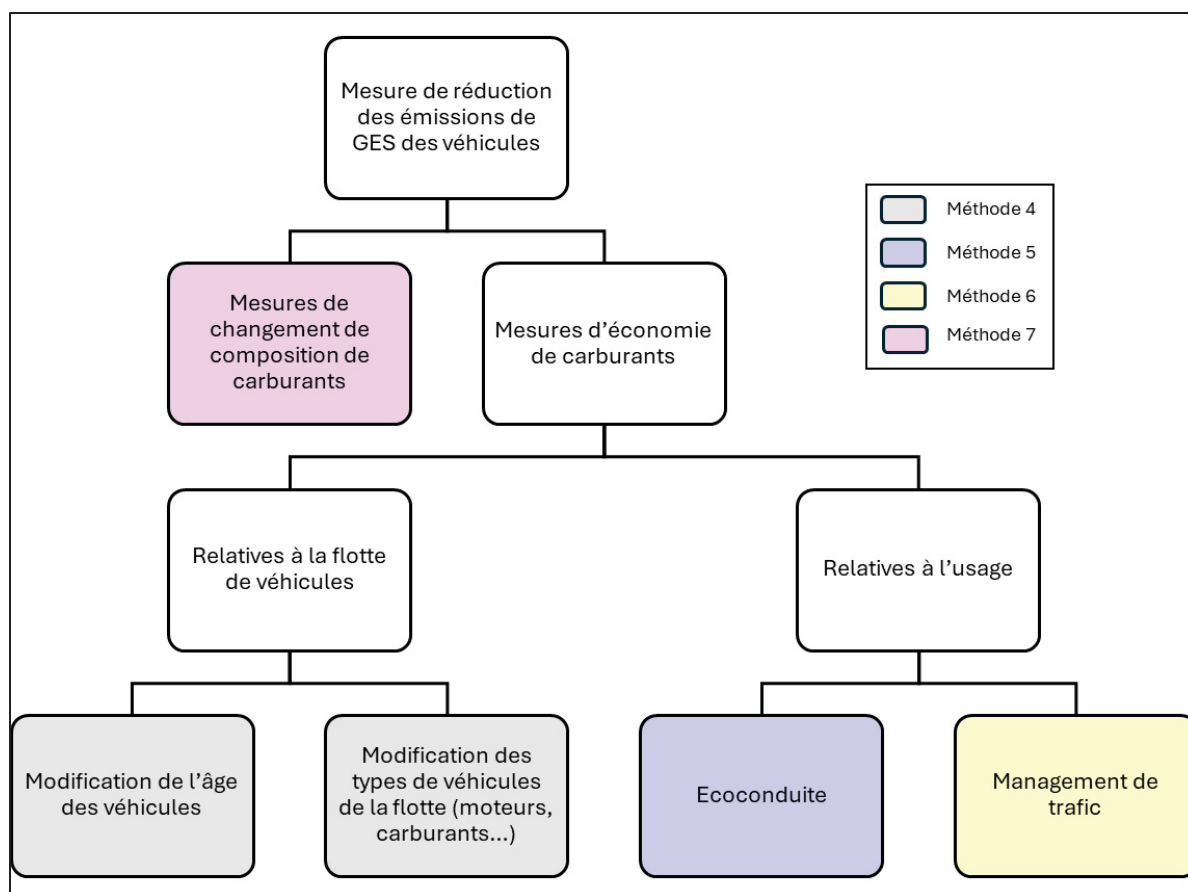 Mesure de réduction
des émissions de
GES des véhicules
Méthode 4
Méthode 5
Méthode 6
Méthode 7
Mesures de
changement de
composition de
carburants
Mesures d’économie
de carburants
Relatives à la flotte
de véhicules
Relatives à l’usage
Modification de l’âge
des véhicules
Modification des
types de véhicules
de la flotte (moteurs,
carburants...)
Ecoconduite
Management de
trafic